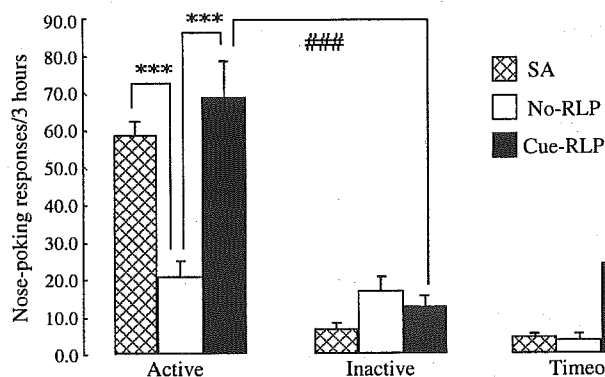 90.0
80.0
70.0
60.0
50.0
40.0
30.0
20.0
10.0
0.0
Nose-poking responses/3 hours
***
***
###
SA
No-RLP
Cue-RLP
Active
Inactive
Timeo